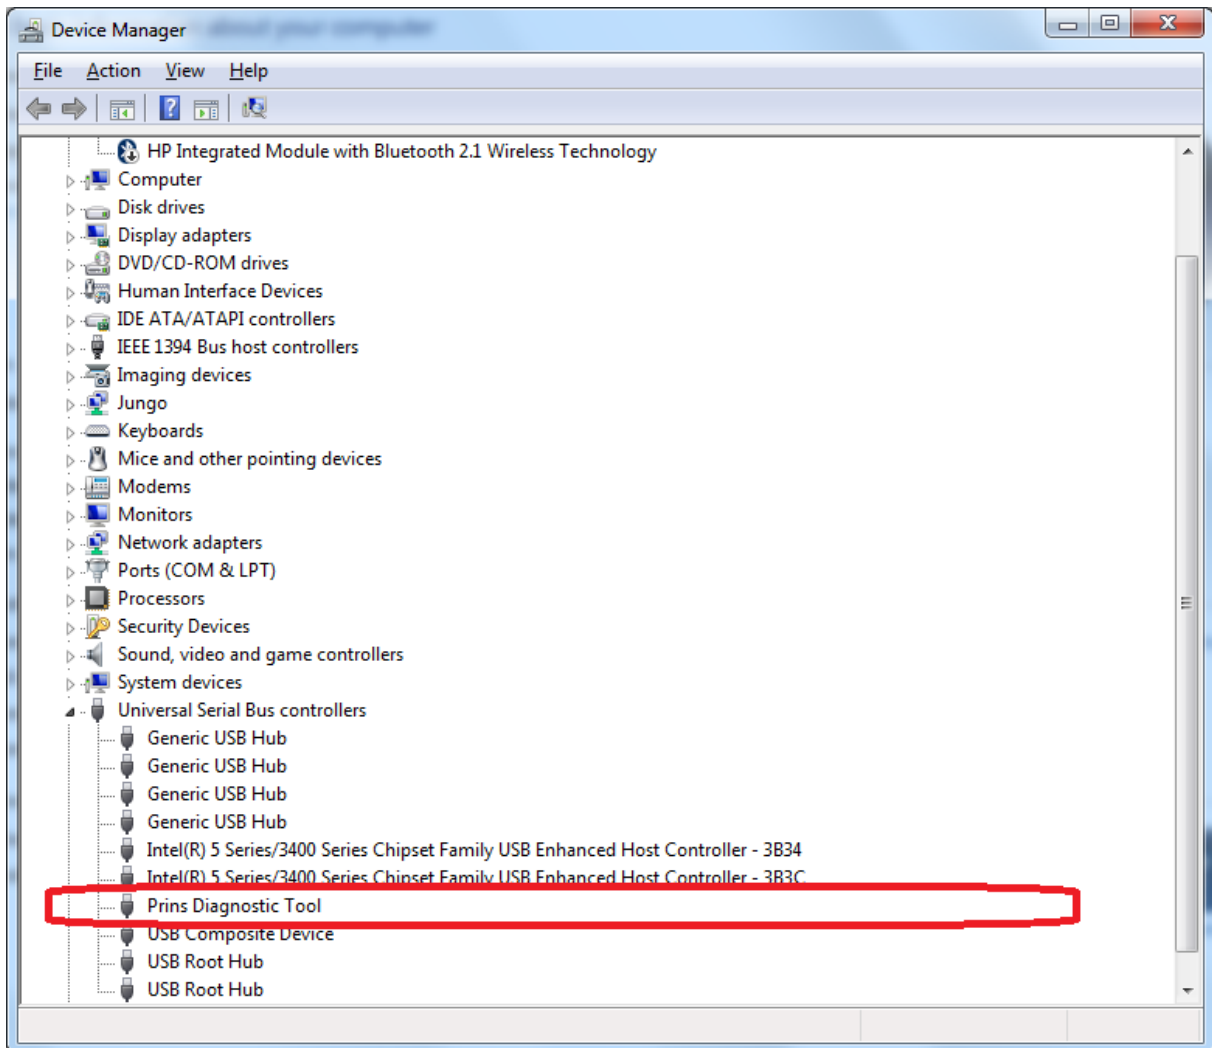 Device Manager
about your computer
File Action View Help
HP Integrated Module with Bluetooth 2.1 Wireless Technology
Computer
Disk drives
Display adapters
DVD/CD-ROM drives
Human Interface Devices
IDE ATA/ATAPI controllers
IEEE 1394 Bus host controllers
Imaging devices
Jungo
Keyboards
Mice and other pointing devices
Modems
Monitors
Network adapters
Ports (COM & LPT)
Processors
Security Devices
Sound, video and game controllers
System devices
Universal Serial Bus controllers
Generic USB Hub
Generic USB Hub
Generic USB Hub
Generic USB Hub
Intel(R) 5 Series/3400 Series Chipset Family USB Enhanced Host Controller - 3B34
Intel(R) 5 Series/3400 Series Chipset Family USB Enhanced Host Controller - 3B3C
Prins Diagnostic Tool
USB Composite Device
USB Root Hub
USB Root Hub